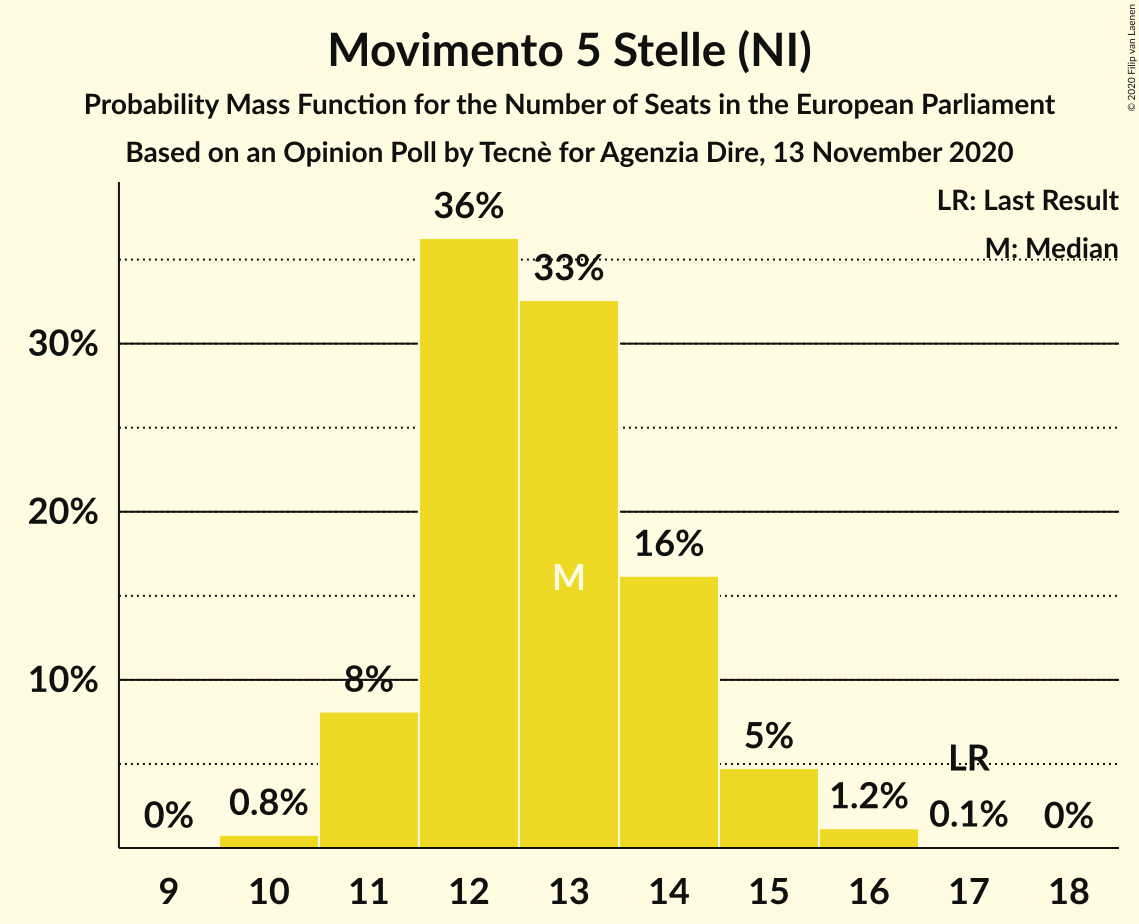 Movimento 5 Stelle (NI)
Probability Mass Function for the Number of Seats in the European Parliament
Based on an Opinion Poll by Tecnè for Agenzia Dire, 13 November 2020
© 2020 Filip van Laenen
LR: Last Result
M: Median
36%
33%
30%
20%
16%
M
10%
8%
5%
LR
1.2%
0.8%
0%
0.1%
0%
9 10 11 12 13 14 15 16 17 18